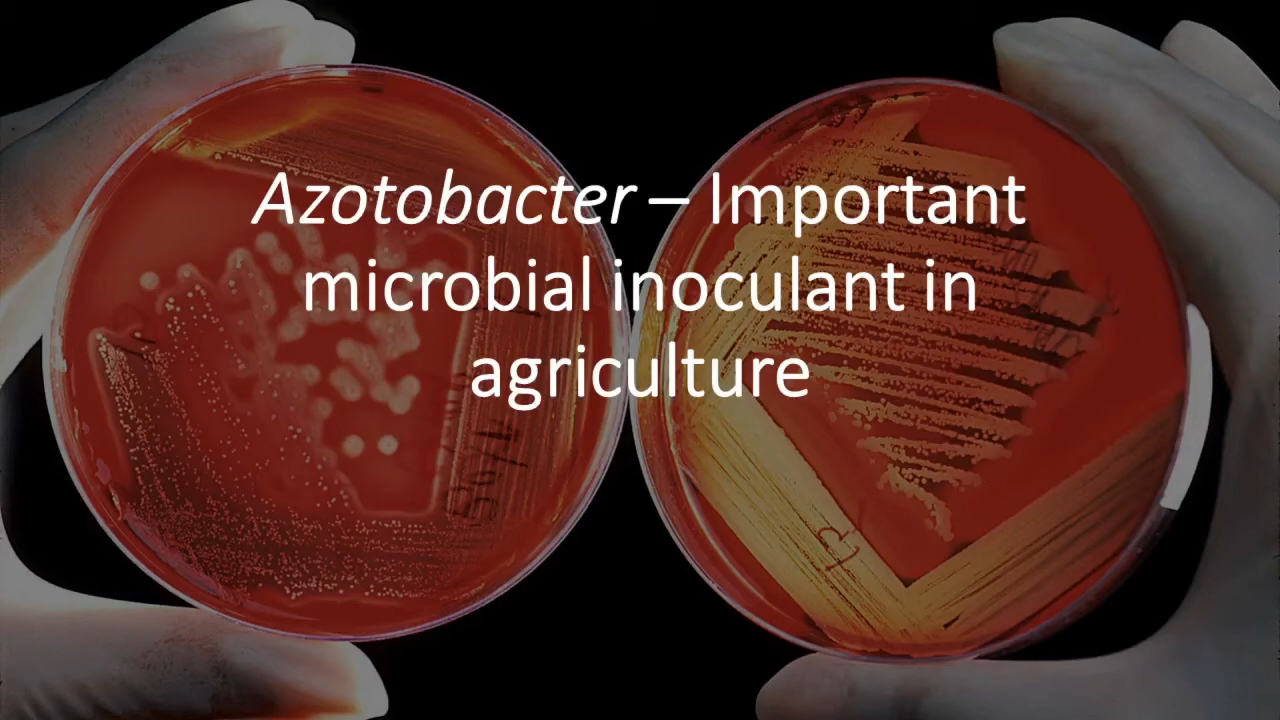 Azotobacter – Important
microbial inoculant in
agriculture